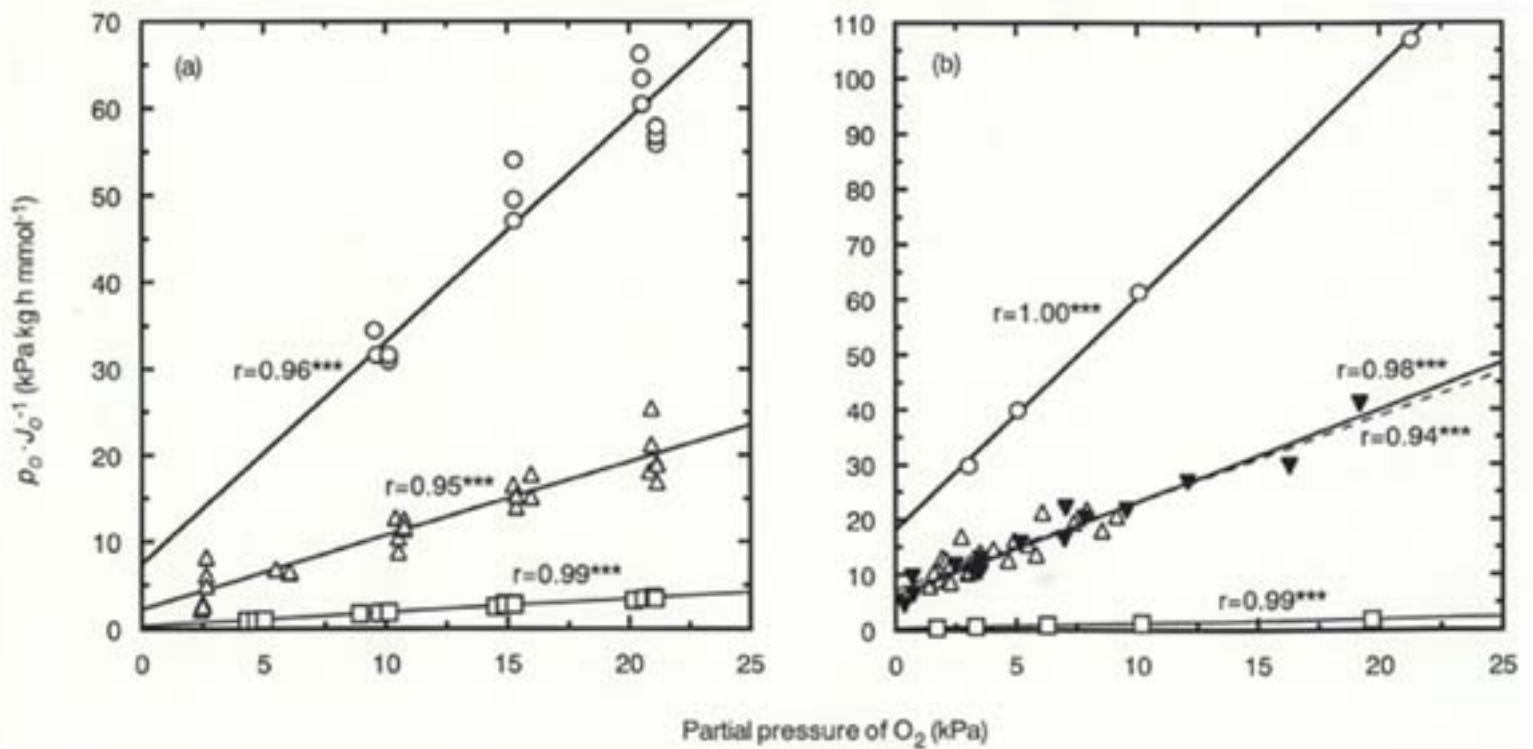 70
60
50
40
30
20
10
0
(a)
r=0.96***
r=0.95***
r=0.99***
0 5 10 15 20 25
p_O · J_O⁻¹ (kPa kg h mmol⁻¹)
110
100
90
80
70
60
50
40
30
20
10
0
(b)
r=1.00***
r=0.98***
r=0.94***
r=0.99***
0 5 10 15 20 25
Partial pressure of O₂ (kPa)